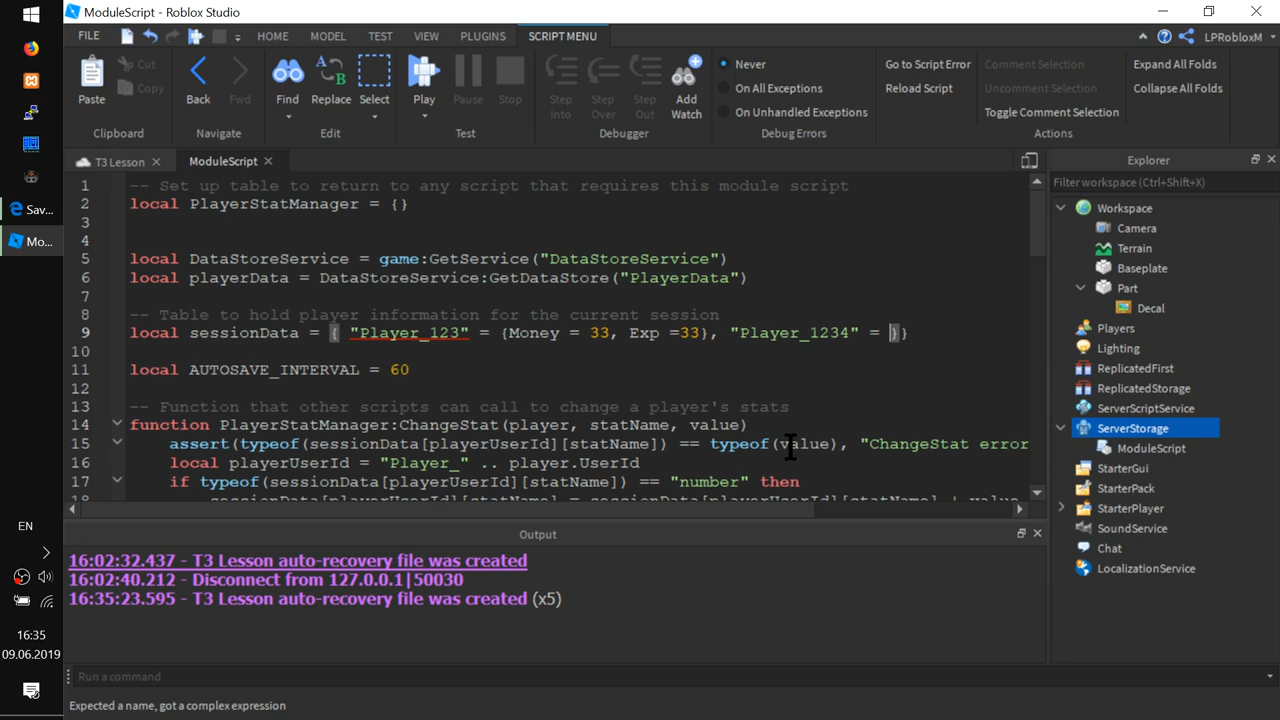 ModuleScript - Roblox Studio
FILE
HOME
MODEL
TEST
VIEW
PLUGINS
SCRIPT MENU
LPRobloxM
Paste
Cut
Copy
Clipboard
Back
Fwd
Navigate
Find
Replace
Select
Edit
Play
Pause
Stop
Test
Step Into
Step Over
Step Out
Add Watch
Debugger
Never
On All Exceptions
On Unhandled Exceptions
Debug Errors
Go to Script Error
Reload Script
Comment Selection
Uncomment Selection
Toggle Comment Selection
Expand All Folds
Collapse All Folds
Actions
T3 Lesson
ModuleScript
1 -- Set up table to return to any script that requires this module script
2 local PlayerStatManager = {}
3
4
5 local DataStoreService = game:GetService("DataStoreService")
6 local playerData = DataStoreService:GetDataStore("PlayerData")
7
8 -- Table to hold player information for the current session
9 local sessionData = { "Player_123" = {Money = 33, Exp =33}, "Player_1234" = }}
10
11 local AUTOSAVE_INTERVAL = 60
12
13 -- Function that other scripts can call to change a player's stats
14 function PlayerStatManager:ChangeStat(player, statName, value)
15 assert(typeof(sessionData[playerUserId][statName]) == typeof(value), "ChangeStat error
16 local playerUserId = "Player_" .. player.UserId
17 if typeof(sessionData[playerUserId][statName]) == "number" then
18 sessionData[playerUserId][statName] = sessionData[playerUserId][statName] + value
Explorer
Filter workspace (Ctrl+Shift+X)
Workspace
Camera
Terrain
Baseplate
Part
Decal
Players
Lighting
ReplicatedFirst
ReplicatedStorage
ServerScriptService
ServerStorage
ModuleScript
StarterGui
StarterPack
StarterPlayer
SoundService
Chat
LocalizationService
Output
16:02:32.437 - T3 Lesson auto-recovery file was created
16:02:40.212 - Disconnect from 127.0.0.1|50030
16:35:23.595 - T3 Lesson auto-recovery file was created (x5)
Run a command
Expected a name, got a complex expression
Sav...
Mo...
EN
16:35
09.06.2019